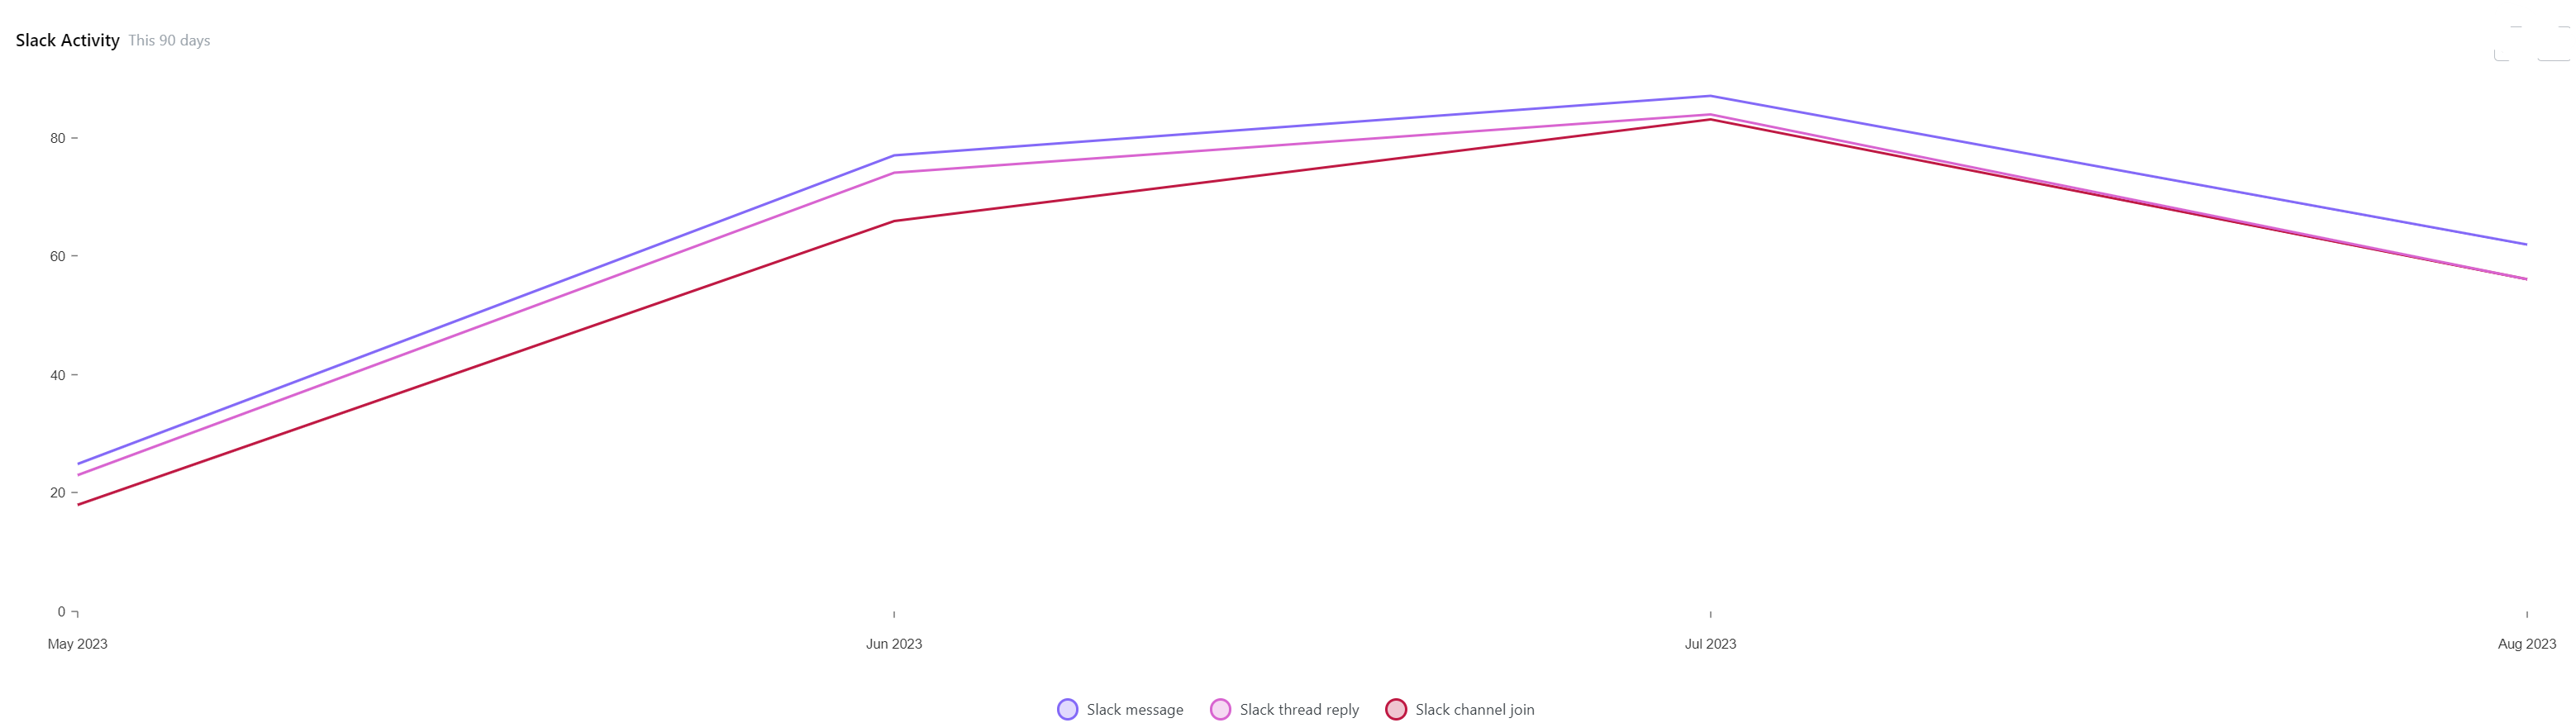 Slack Activity This 90 days
80
60
40
20
0
May 2023 Jun 2023 Jul 2023 Aug 2023
Slack message Slack thread reply Slack channel join